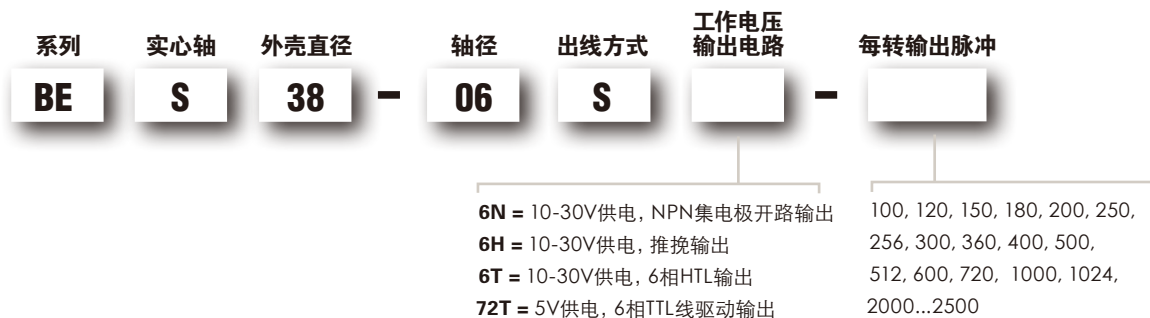 系列 实心轴 外壳直径 轴径 出线方式 工作电压 输出电路 每转输出脉冲
BE S 38 - 06 S -
6N = 10-30V供电, NPN集电极开路输出
6H = 10-30V供电, 推挽输出
6T = 10-30V供电, 6相HTL输出
72T = 5V供电, 6相TTL线驱动输出
100, 120, 150, 180, 200, 250,
256, 300, 360, 400, 500,
512, 600, 720, 1000, 1024,
2000...2500